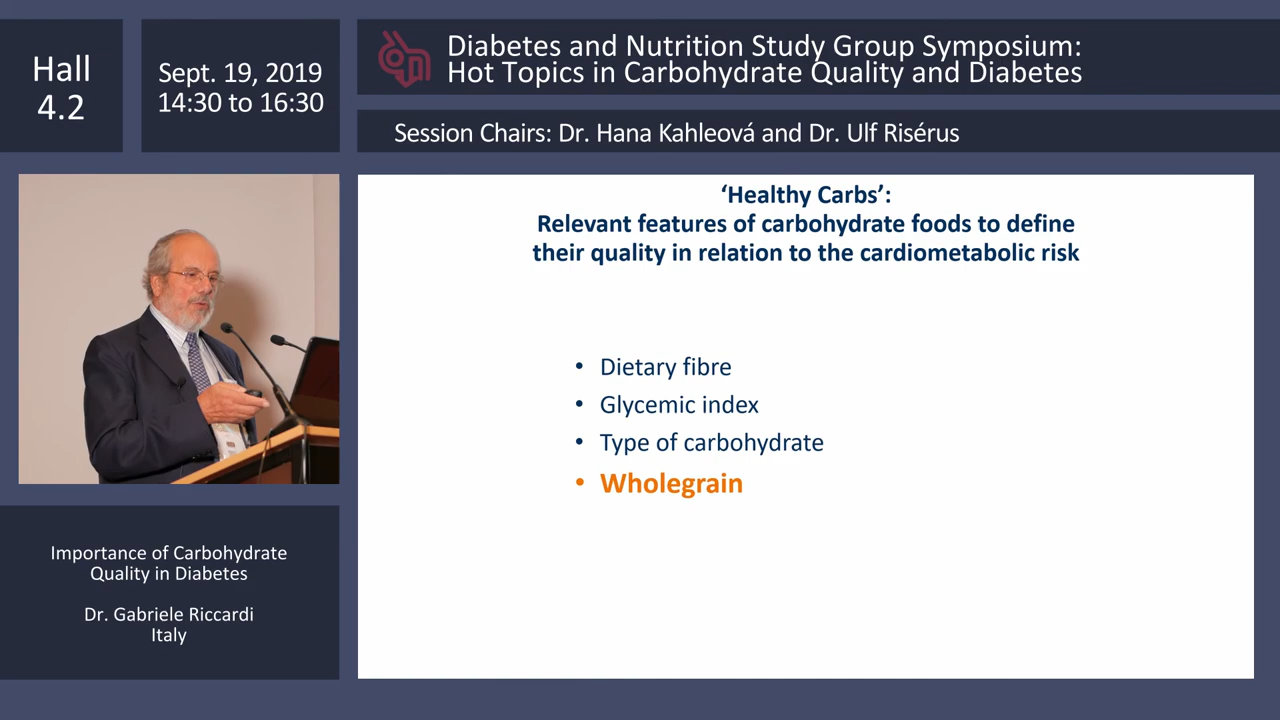 Hall
4.2
Sept. 19, 2019
14:30 to 16:30
Diabetes and Nutrition Study Group Symposium:
Hot Topics in Carbohydrate Quality and Diabetes
Session Chairs: Dr. Hana Kahleová and Dr. Ulf Risérus
‘Healthy Carbs’:
Relevant features of carbohydrate foods to define
their quality in relation to the cardiometabolic risk
• Dietary fibre
• Glycemic index
• Type of carbohydrate
• Wholegrain
Importance of Carbohydrate
Quality in Diabetes
Dr. Gabriele Riccardi
Italy